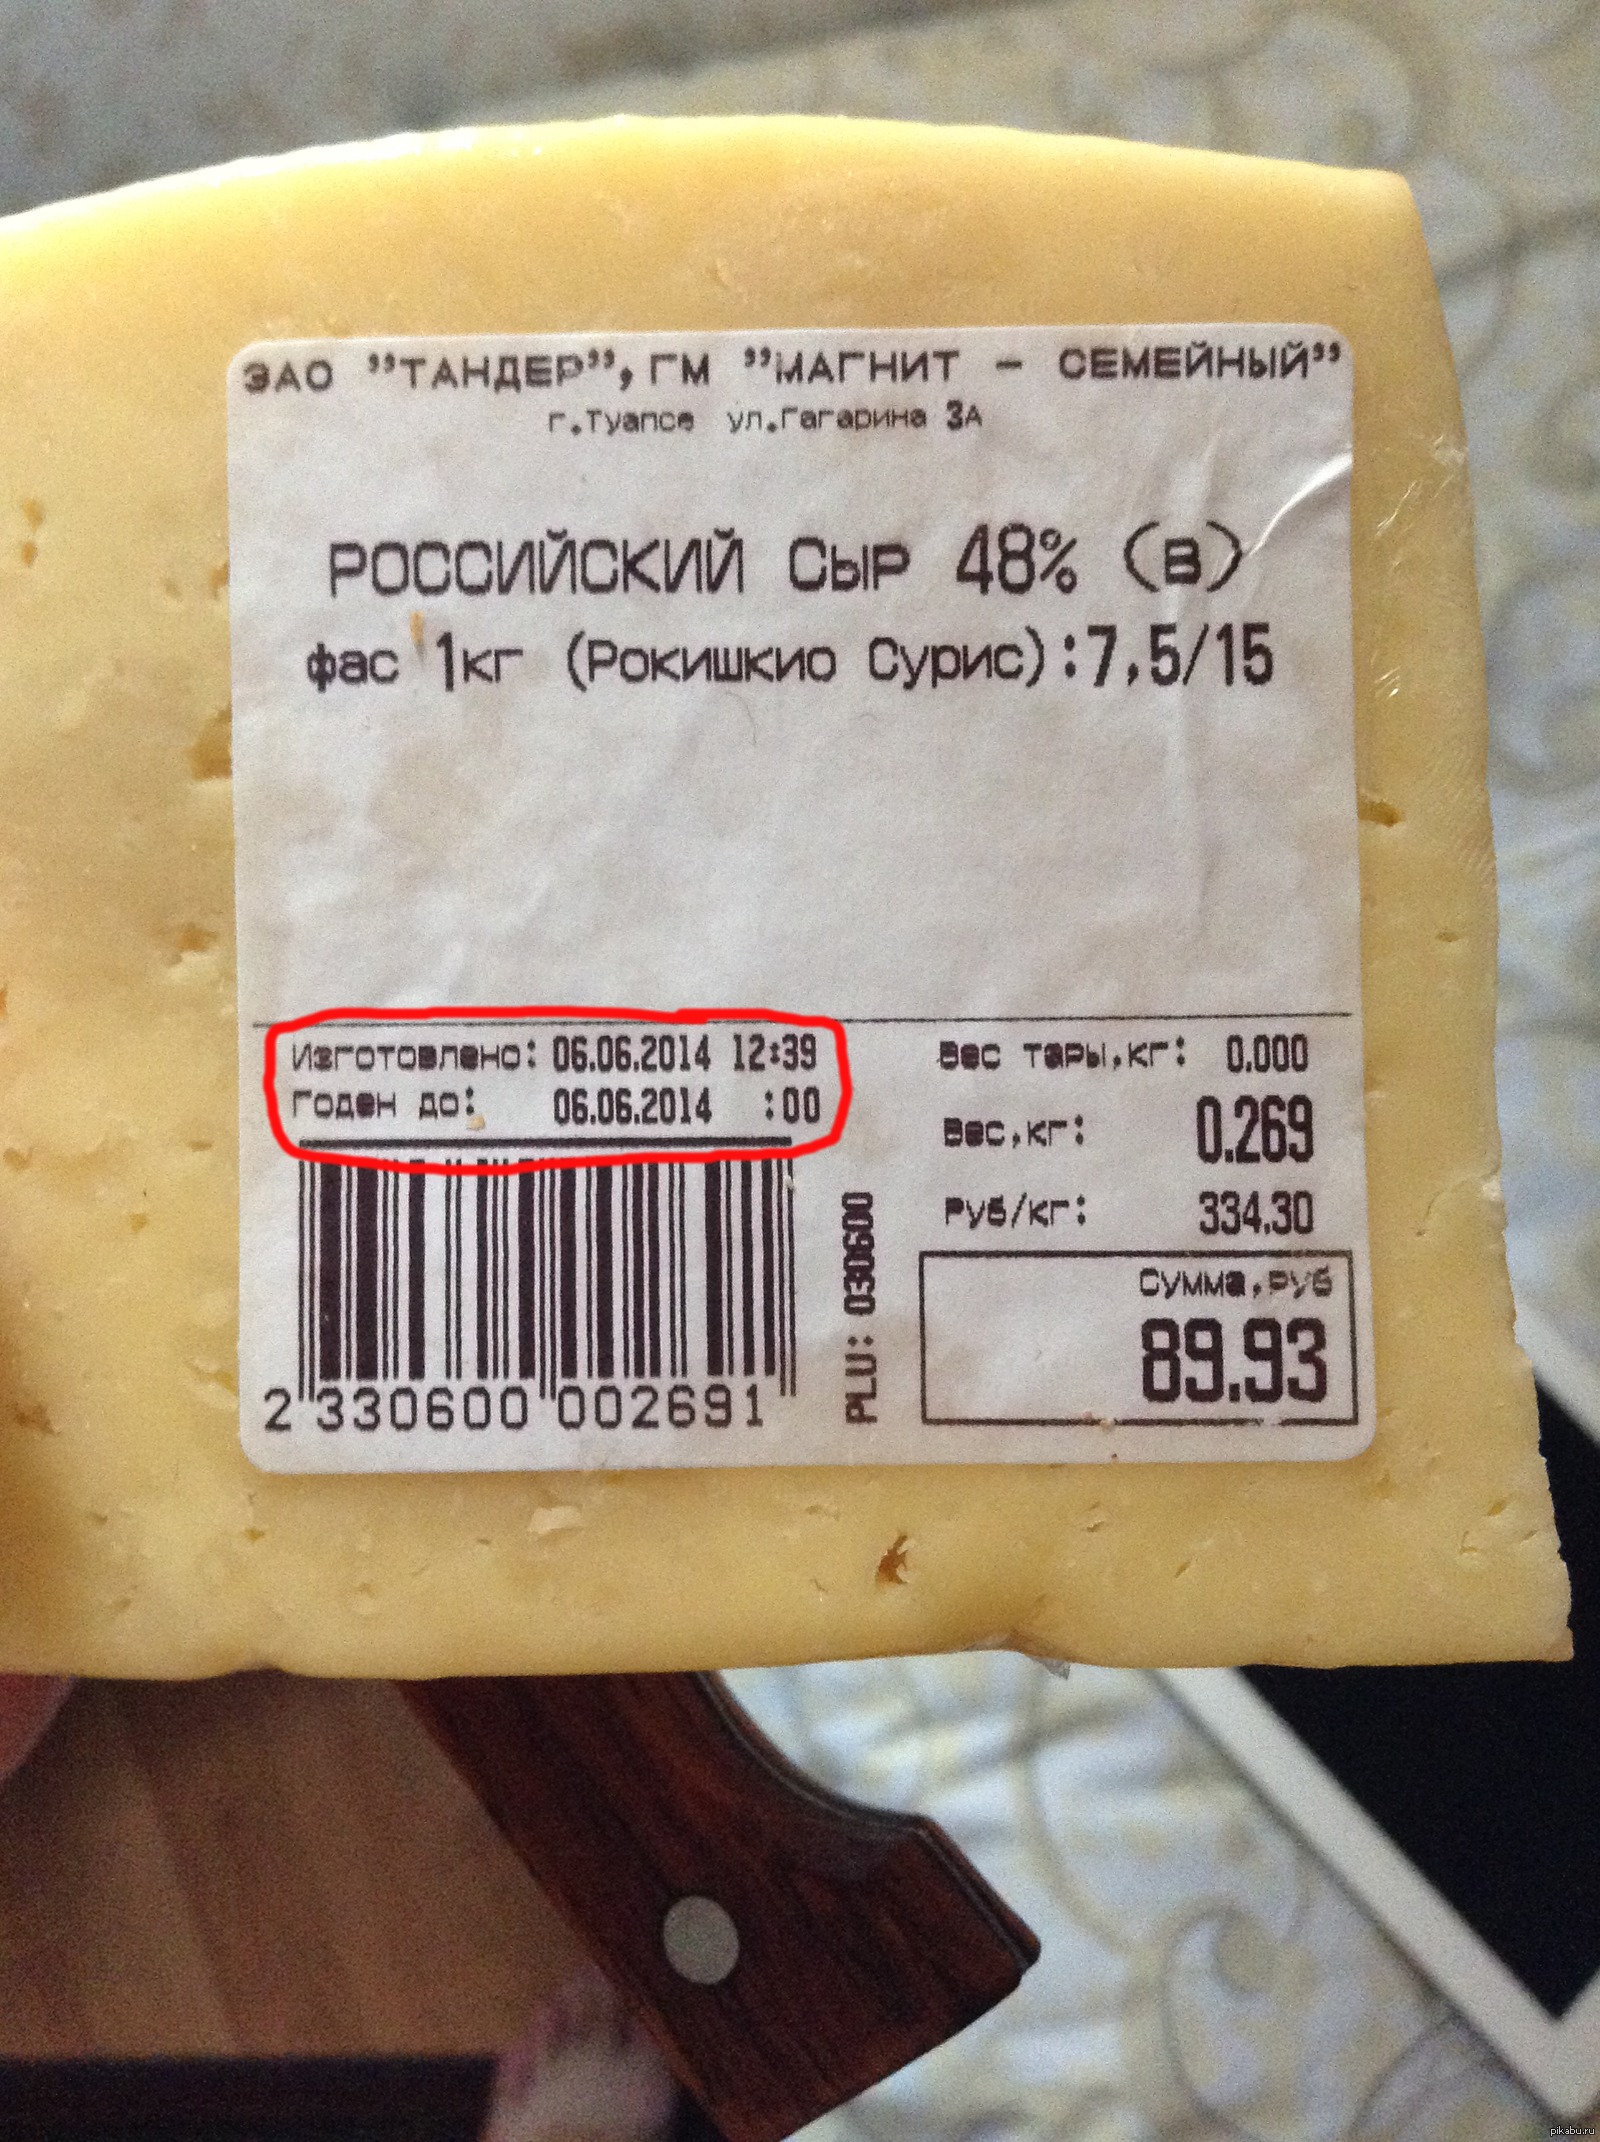 ЗАО "ТАНДЕР", ГМ "МАГНИТ - СЕМЕЙНЫЙ"
г.Туапсе ул.Гагарина 3А
РОССИЙСКИЙ Сыр 48% (В)
фас 1кг (Рокишкио Сурис):7,5/15
Изготовлено: 06.06.2014 12:39
Годен до: 06.06.2014 :00
Вес тары,кг: 0.000
Вес,кг: 0.269
Руб/кг: 334.30
Сумма,руб
89.93
PLU: 030600
2 330600 002691
pikabu.ru